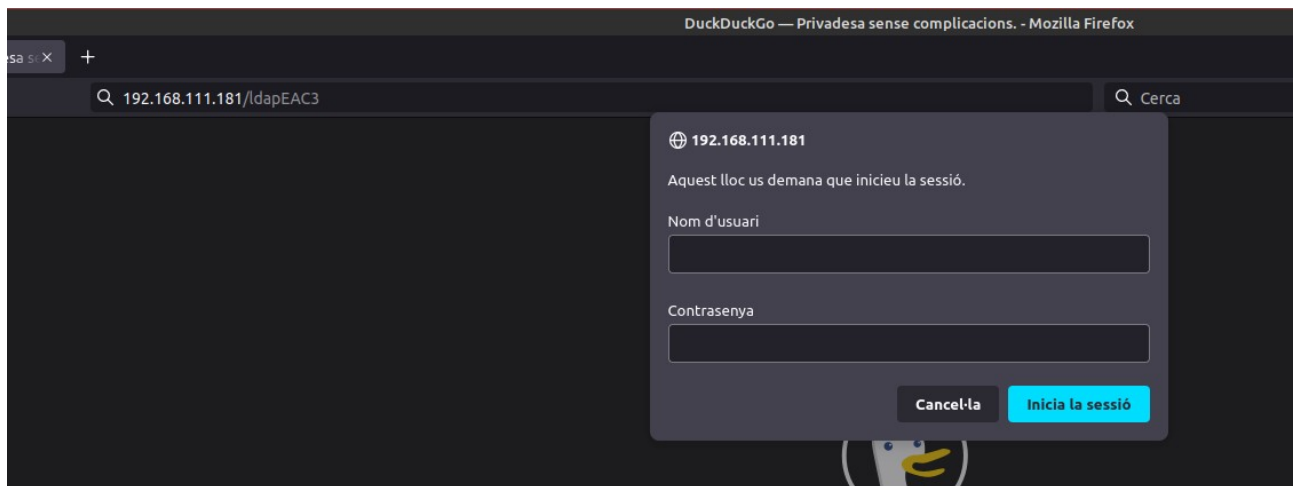 DuckDuckGo — Privadesa sense complicacions. - Mozilla Firefox
192.168.111.181/ldapEAC3
Cerca
192.168.111.181
Aquest lloc us demana que inicieu la sessió.
Nom d'usuari
Contrasenya
Cancel·la
Inicia la sessió